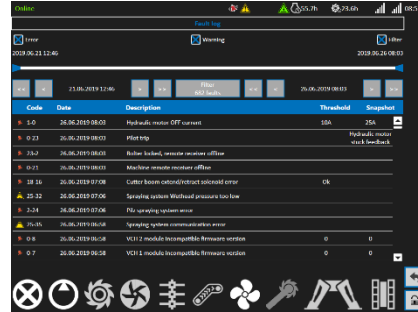 Online 55.7h 23.6h 08:5
Fault log
Error Warning Filter
2019.06.21 12:46 2019.06.26 08:03
<< < 21.06.2019 12:46 > Filter 682 faults << < 26.06.2019 08:03 > >>
Code Date Description Threshold Snapshot
1-0 26.06.2019 08:03 Hydraulic motor OFF current 10A 25A
0-23 26.06.2019 08:03 Pilot trip Hydraulic motor
stuck feedback
23-2 26.06.2019 08:03 Bolter locked, remote receiver offline
0-21 26.06.2019 08:03 Machine remote receiver offline
18-16 26.06.2019 07:08 Cutter boom extend/retract solenoid error Ok
25-32 26.06.2019 07:06 Spraying system Wethead pressure too low
2-24 26.06.2019 07:06 spraying system error
26.06.2019 06:58 Spraying system communication error
0-8 26.06.2019 06:58 VCH 2 module Incompatible firmware version 0 0
0-7 26.06.2019 06:58 VCH 1 module Incompatible firmware version 0 0